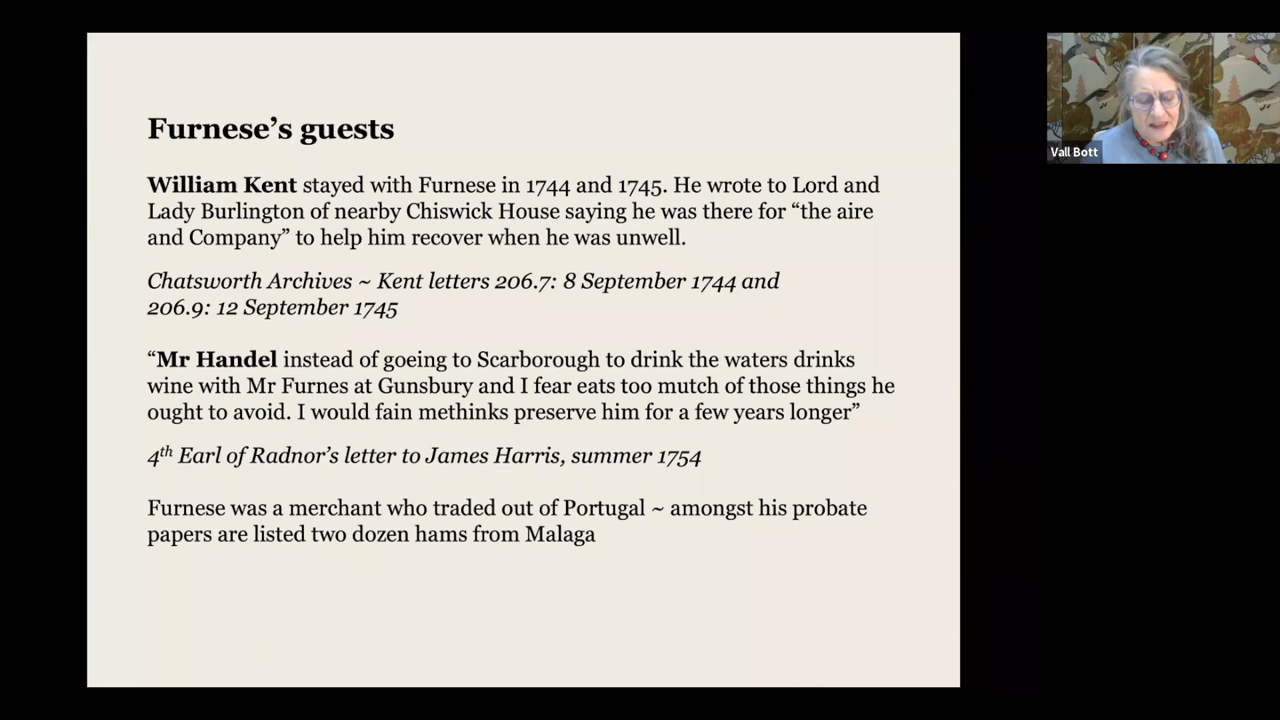 Furnese’s guests
William Kent stayed with Furnese in 1744 and 1745. He wrote to Lord and
Lady Burlington of nearby Chiswick House saying he was there for “the aire
and Company” to help him recover when he was unwell.
Chatsworth Archives ~ Kent letters 206.7: 8 September 1744 and
206.9: 12 September 1745
“Mr Handel instead of goeing to Scarborough to drink the waters drinks
wine with Mr Furnes at Gunsbury and I fear eats too mutch of those things he
ought to avoid. I would fain methinks preserve him for a few years longer”
4th Earl of Radnor’s letter to James Harris, summer 1754
Furnese was a merchant who traded out of Portugal ~ amongst his probate
papers are listed two dozen hams from Malaga
Vall Bott